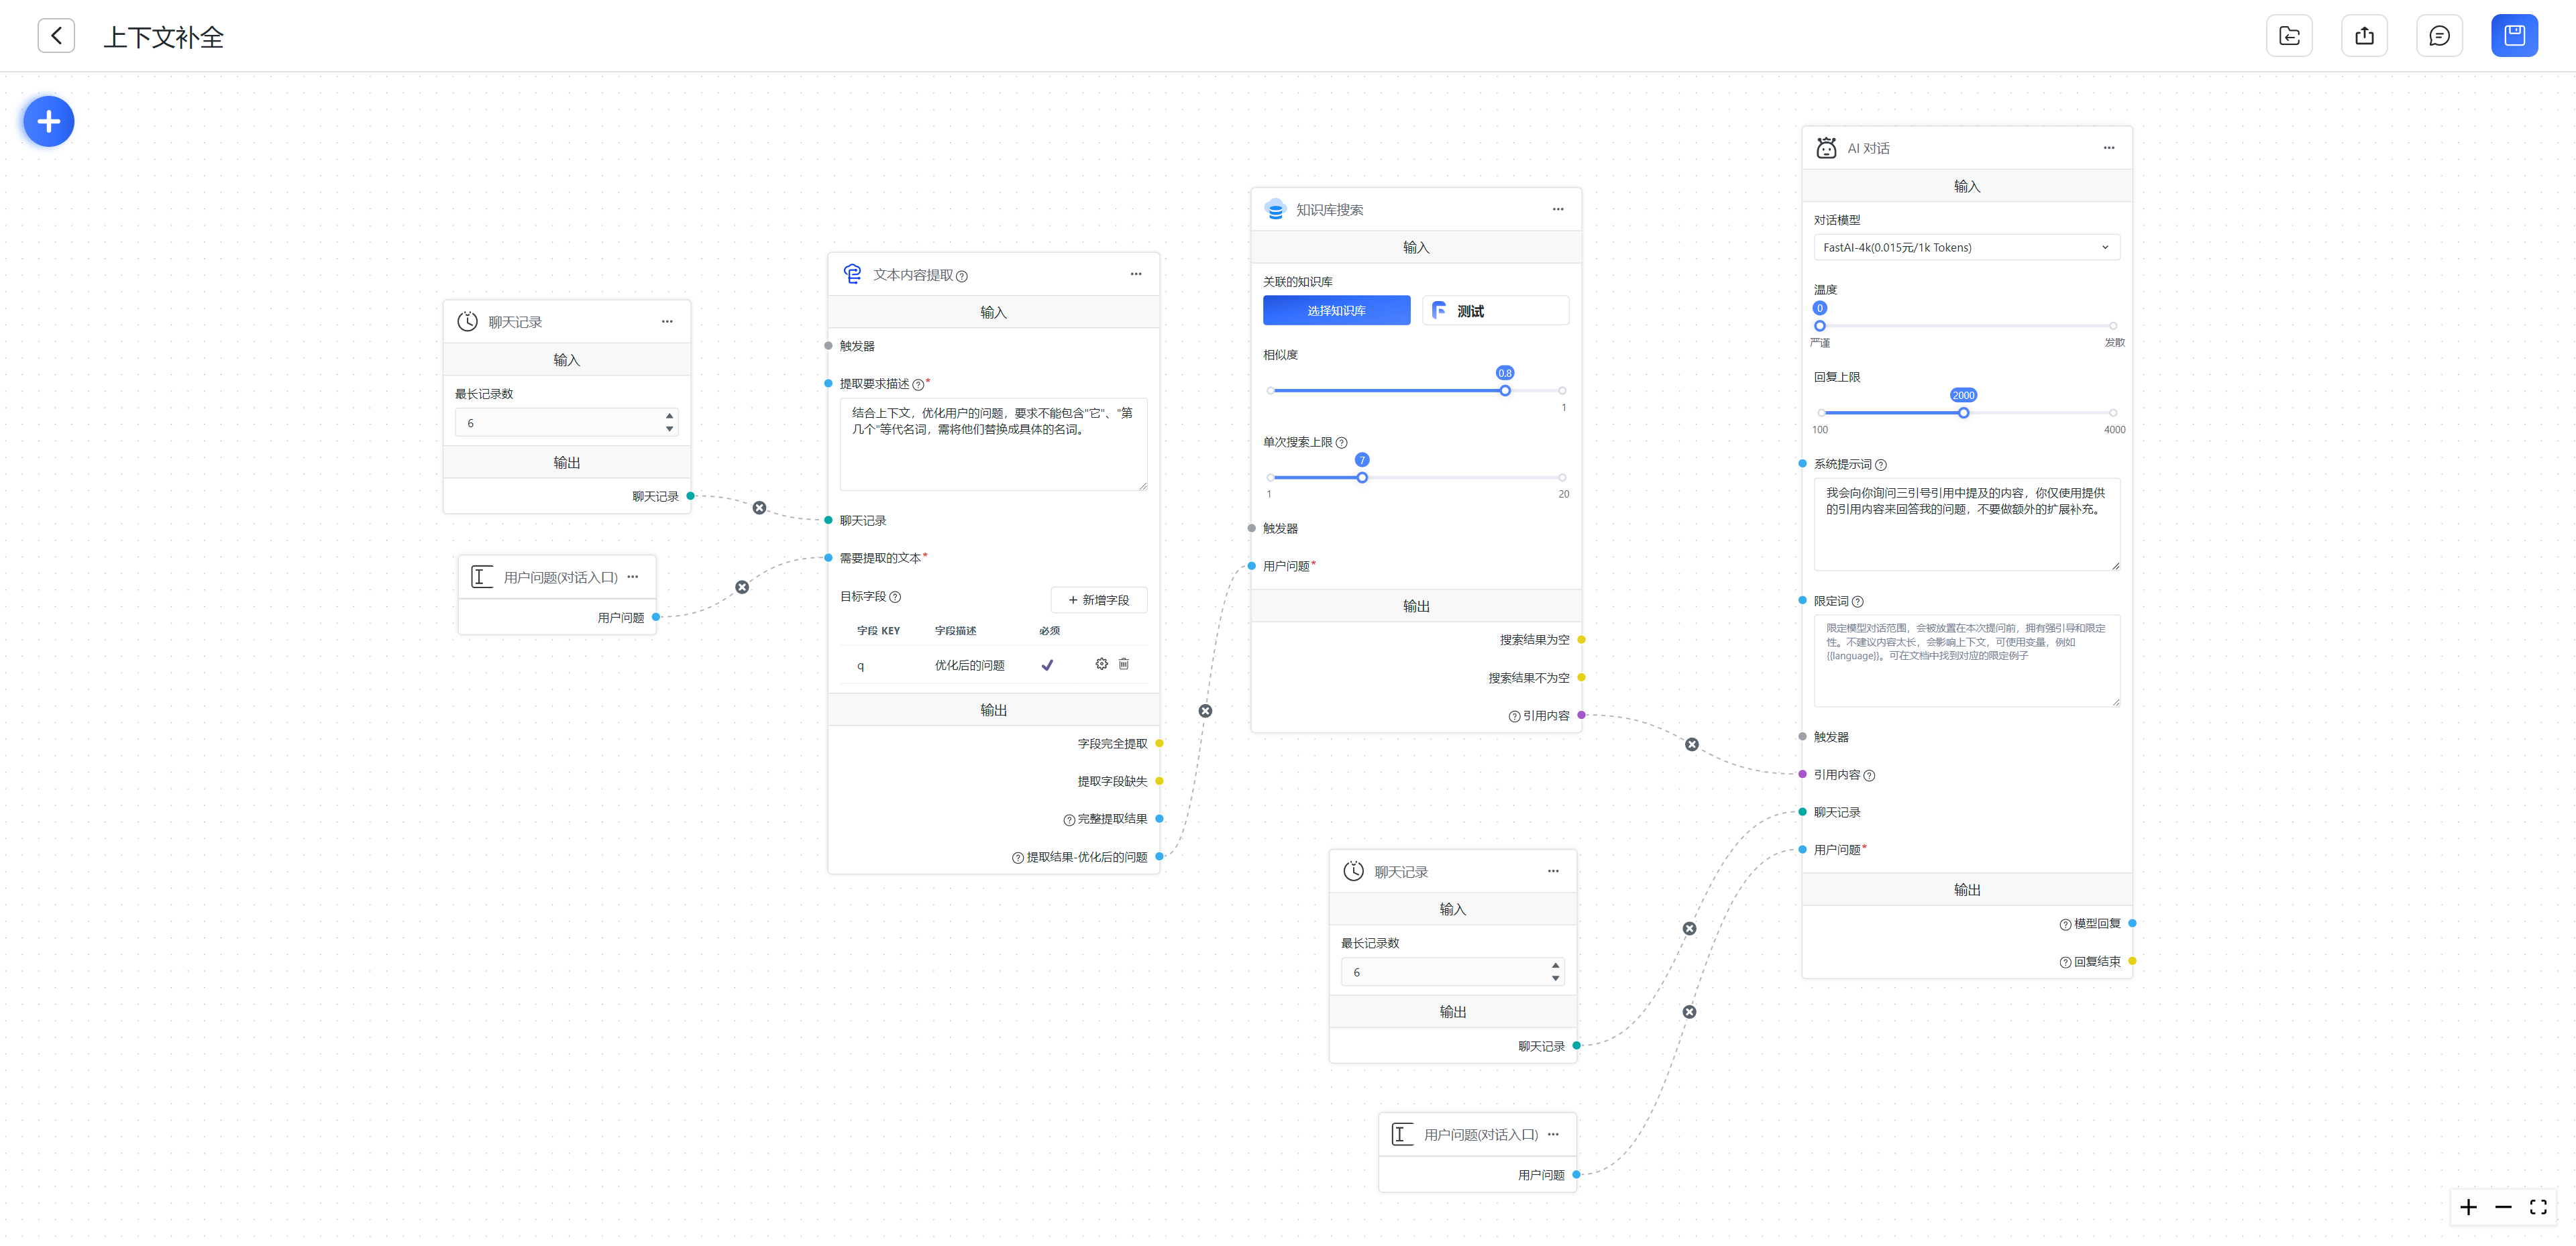 上下文补全
聊天记录
输入
最长记录数
6
输出
聊天记录
用户问题(对话入口)
用户问题
文本内容提取
输入
触发器
提取要求描述*
结合上下文，优化用户的问题，要求不能包含"它"、"第
几个"等代名词，需将他们替换成具体的名词。
聊天记录
需要提取的文本*
目标字段
+ 新增字段
字段 KEY 字段描述 必须
q 优化后的问题
输出
字段完全提取
提取字段缺失
完整提取结果
提取结果-优化后的问题
知识库搜索
输入
关联的知识库
选择知识库 测试
相似度
0.8
1
单次搜索上限
7
1 20
触发器
用户问题*
输出
搜索结果为空
搜索结果不为空
引用内容
聊天记录
输入
最长记录数
6
输出
聊天记录
用户问题(对话入口)
用户问题
AI 对话
输入
对话模型
FastAI-4k(0.015元/1k Tokens)
温度
0
严谨 发散
回复上限
2000
100 4000
系统提示词
我会向你询问三引号引用中提及的内容，你仅使用提供
的引用内容来回答我的问题，不要做额外的扩展补充。
限定词
限定模型对话范围，会被放置在本次提问前，拥有强引导和限定
性。不建议内容太长，会影响上下文，可使用变量，例如
{{language}}。可在文档中找到对应的限定例子
触发器
引用内容
聊天记录
用户问题*
输出
模型回复
回复结束